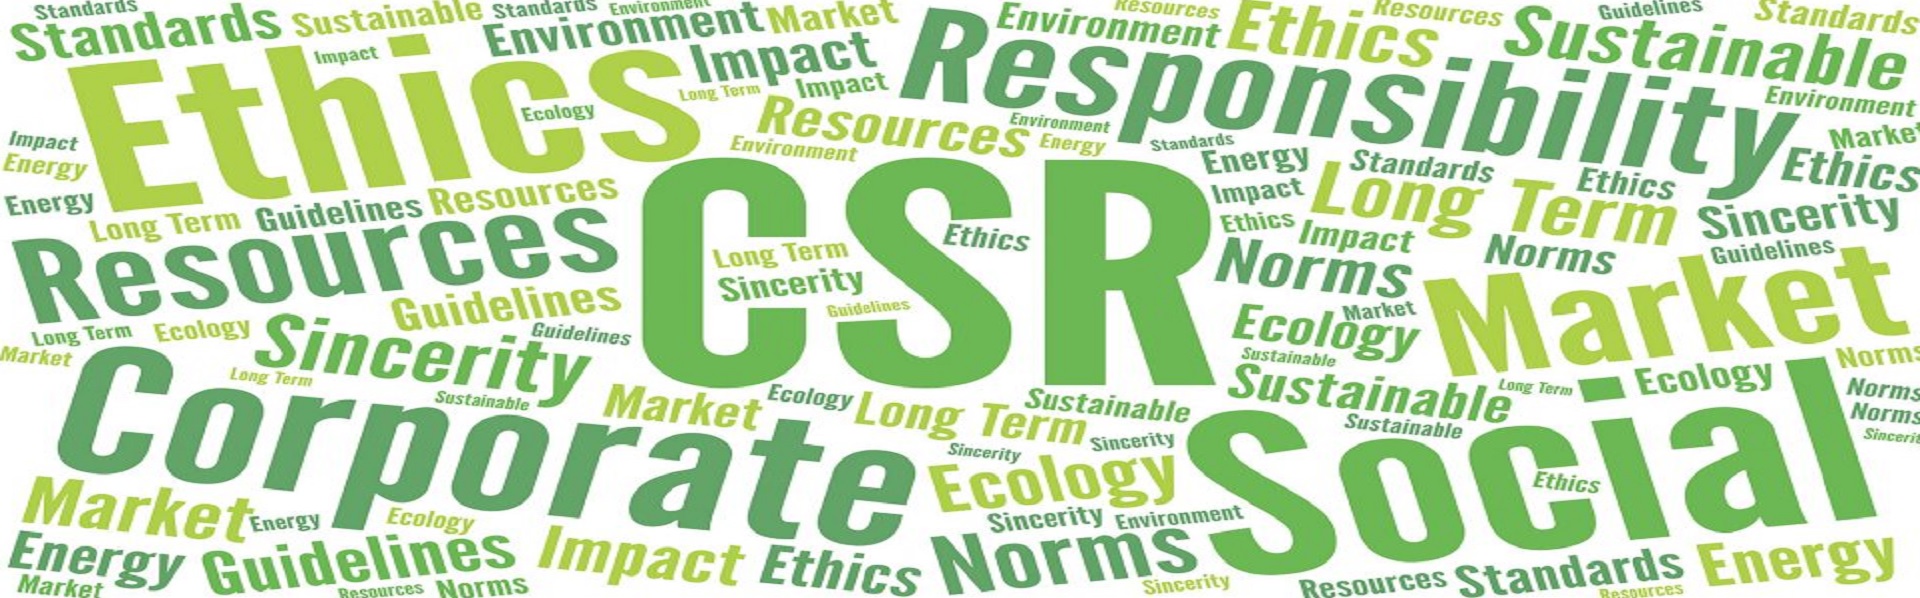 Standards
Sustainable
Standards
Environment
Market
Resources
Resources
Guidelines
Standards
Standards
Environment
Environment
Ethics
Sustainable
Impact
Impact
Responsibility
Ethics
Ecology
Long Term
Impact
Environment
Resources
Environment
Energy
Market
Impact
Energy
Environment
Standards
Energy
Standards
Ethics
Ethics
Energy
Long Term
Guidelines
Resources
CSR
Impact
Long Term
Sincerity
Resources
Ethics
Ethics
Impact
Norms
Guidelines
Long Term
Sincerity
Guidelines
Norms
Market
Guidelines
Long Term
Ecology
Sincerity
Guidelines
Market
Ecology
Market
Long Term
Sustainable
Norms
Corporate
Sustainable
Market
Ecology
Long Term
Sustainable
Sustainable
Long Term
Ecology
Norms
Norms
Sincerity
Sincerity
Sincerity
Sustainable
Social
Ecology
Ethics
Market
Energy
Ecology
Sincerity
Environment
Energy
Guidelines
Impact
Ethics
Norms
Standards
Energy
Market
Resources
Norms
Sincerity
Resources
Resources